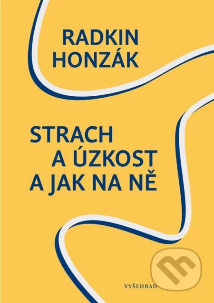 RADKIN
HONZÁK
STRACH
A ÚZKOST
A JAK NA NĚ
VYŠEHRAD
m